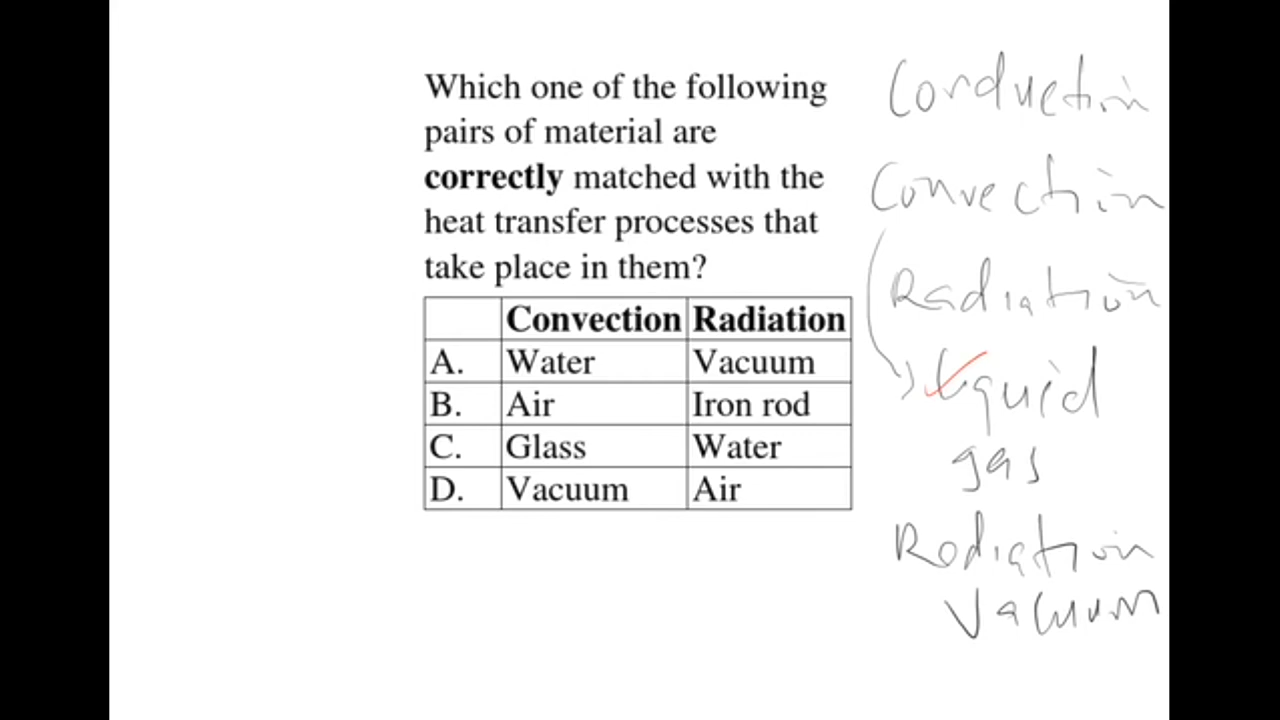 Which one of the following
pairs of material are
correctly matched with the
heat transfer processes that
take place in them?
Convection Radiation
A. Water Vacuum
B. Air Iron rod
C. Glass Water
D. Vacuum Air
Conduction
Convection
Radiation
Liquid
gas
Radiation
Vacuum